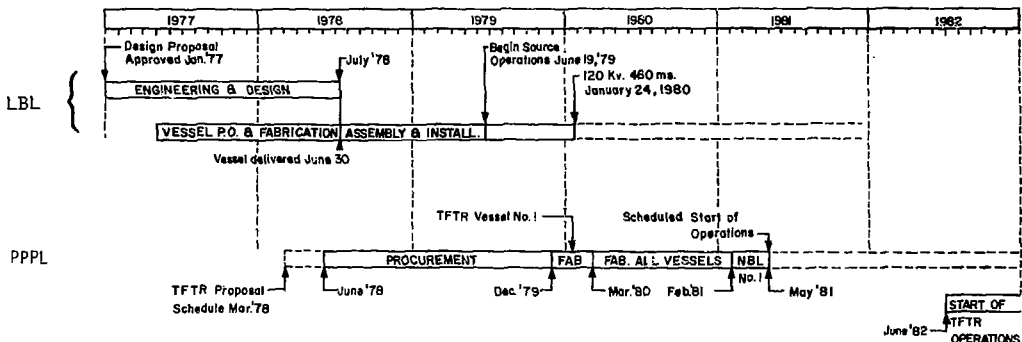 1977 1978 1979 1980 1981 1982
Design Proposal
Approved Jan.'77
July '78
Begin Source
Operations June 19,'79
120 Kv. 460 ms.
January 24, 1980
LBL
ENGINEERING & DESIGN
VESSEL P.O. & FABRICATION ASSEMBLY & INSTALL.
Vessel delivered June 30
TFTR Vessel No. 1
Scheduled Start of
Operations
PPPL
PROCUREMENT FAB FAB. ALL VESSELS NBL
No. 1
TFTR Proposal
Schedule Mar.'78
June '78
Dec. '79
Mar.'80
Feb.'81
May '81
June '82
START OF
TFTR
OPERATIONS